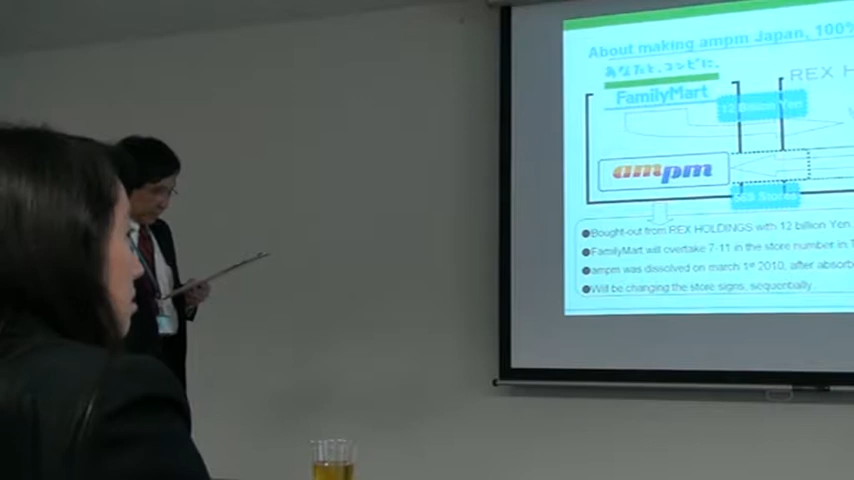 About making ampm Japan, 100%
あなたと、コンビに、
FamilyMart
REX H
12 Billion Yen
ampm
Stores
●Bought-out from REX HOLDINGS with 12 billion Yen.
●FamilyMart will overtake 7-11 in the store number in T
●ampm was dissolved on march 1st 2010, after absorb
●Will be changing the store signs, sequentially